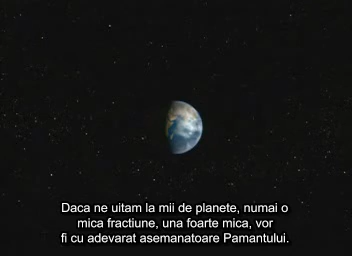 Daca ne uitam la mii de planete, numai o
mica fractiune, una foarte mica, vor
fi cu adevarat asemanatoare Pamantului.